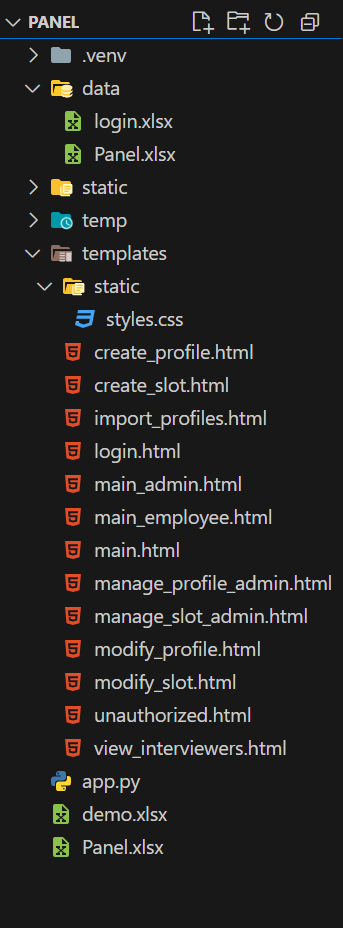 PANEL
.venv
data
login.xlsx
Panel.xlsx
static
temp
templates
static
styles.css
create_profile.html
create_slot.html
import_profiles.html
login.html
main_admin.html
main_employee.html
main.html
manage_profile_admin.html
manage_slot_admin.html
modify_profile.html
modify_slot.html
unauthorized.html
view_interviewers.html
app.py
demo.xlsx
Panel.xlsx